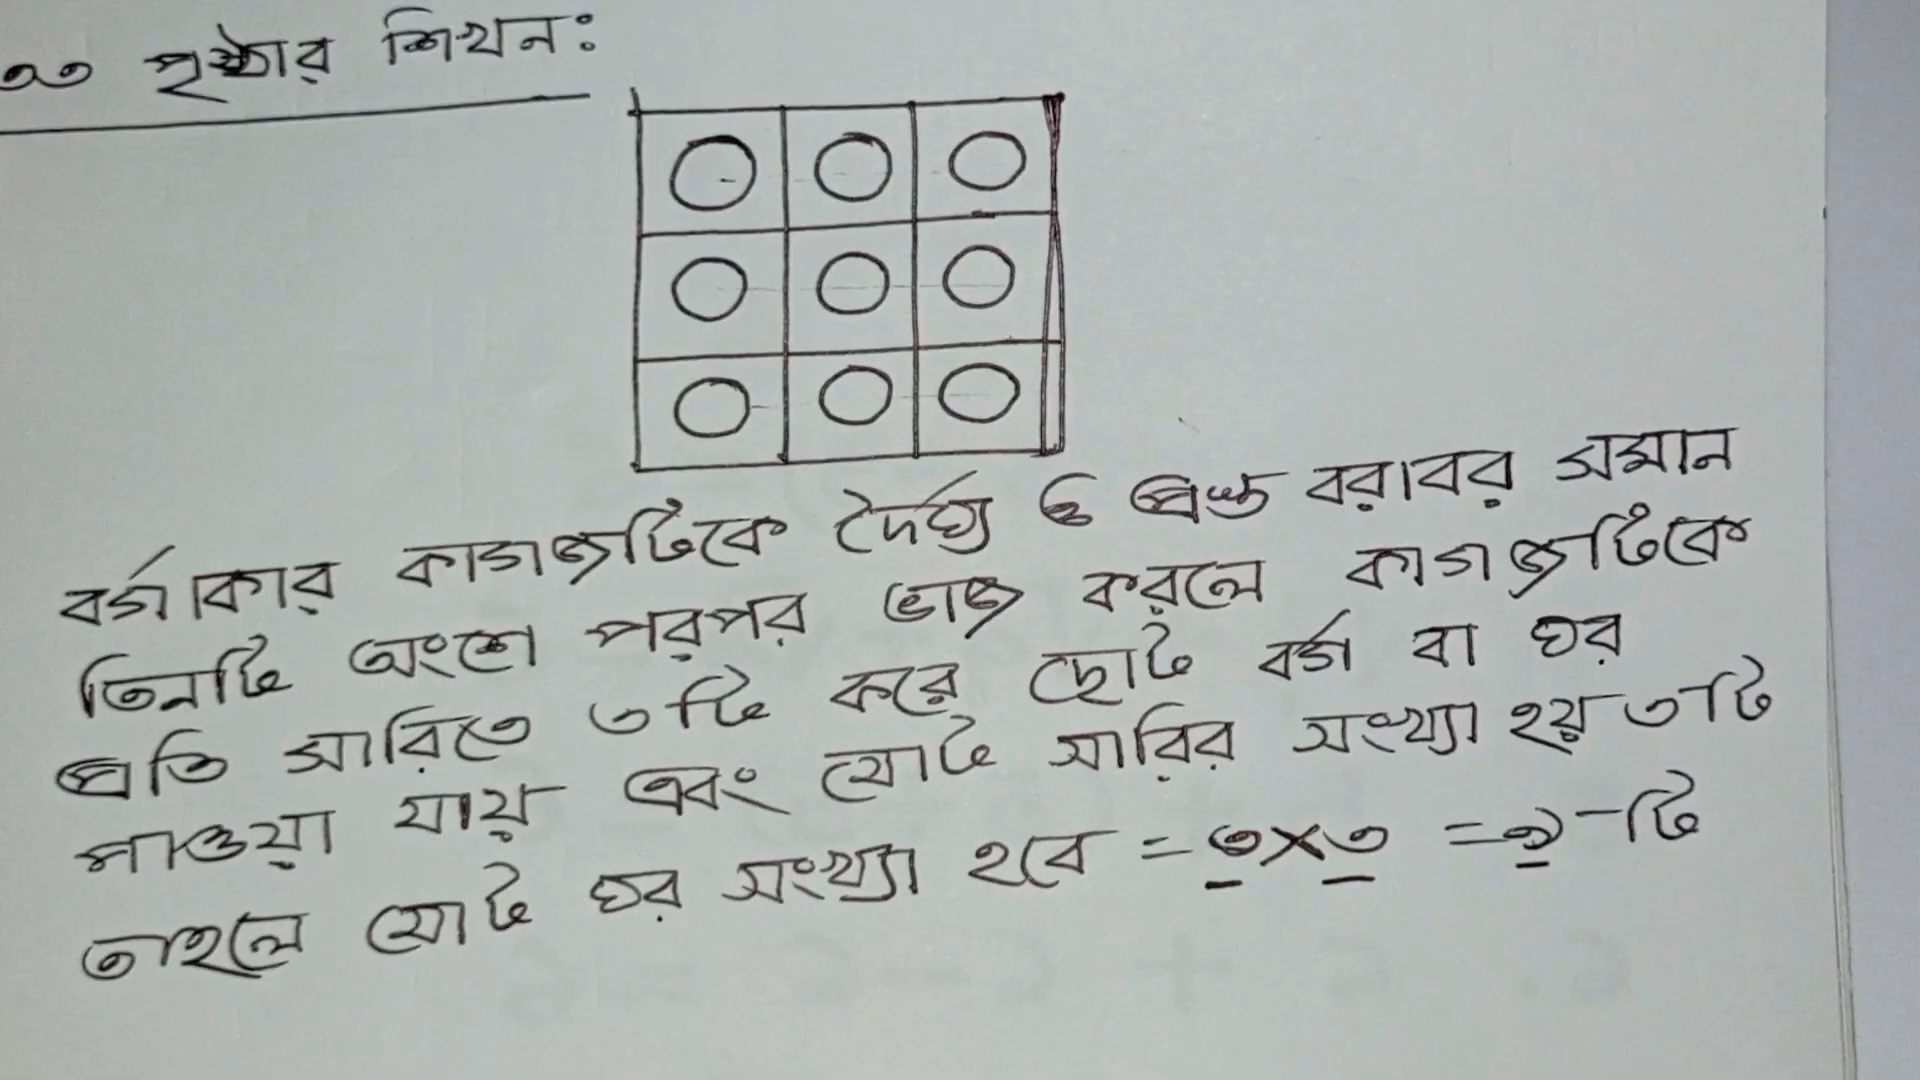 ৩৩ পৃষ্ঠার শিখন:
বর্গাকার কাগজটিকে দৈর্ঘ্য ও প্রস্থ বরাবর সমান
তিনটি অংশে পরপর ভাজ করলে কাগজটিকে
প্রতি সারিতে ৩টি করে ছোট বর্গ বা ঘর
পাওয়া যায় এবং মোট সারির সংখ্যা হয় ৩টি
তাহলে মোট ঘর সংখ্যা হবে = ৩×৩ = ৯-টি